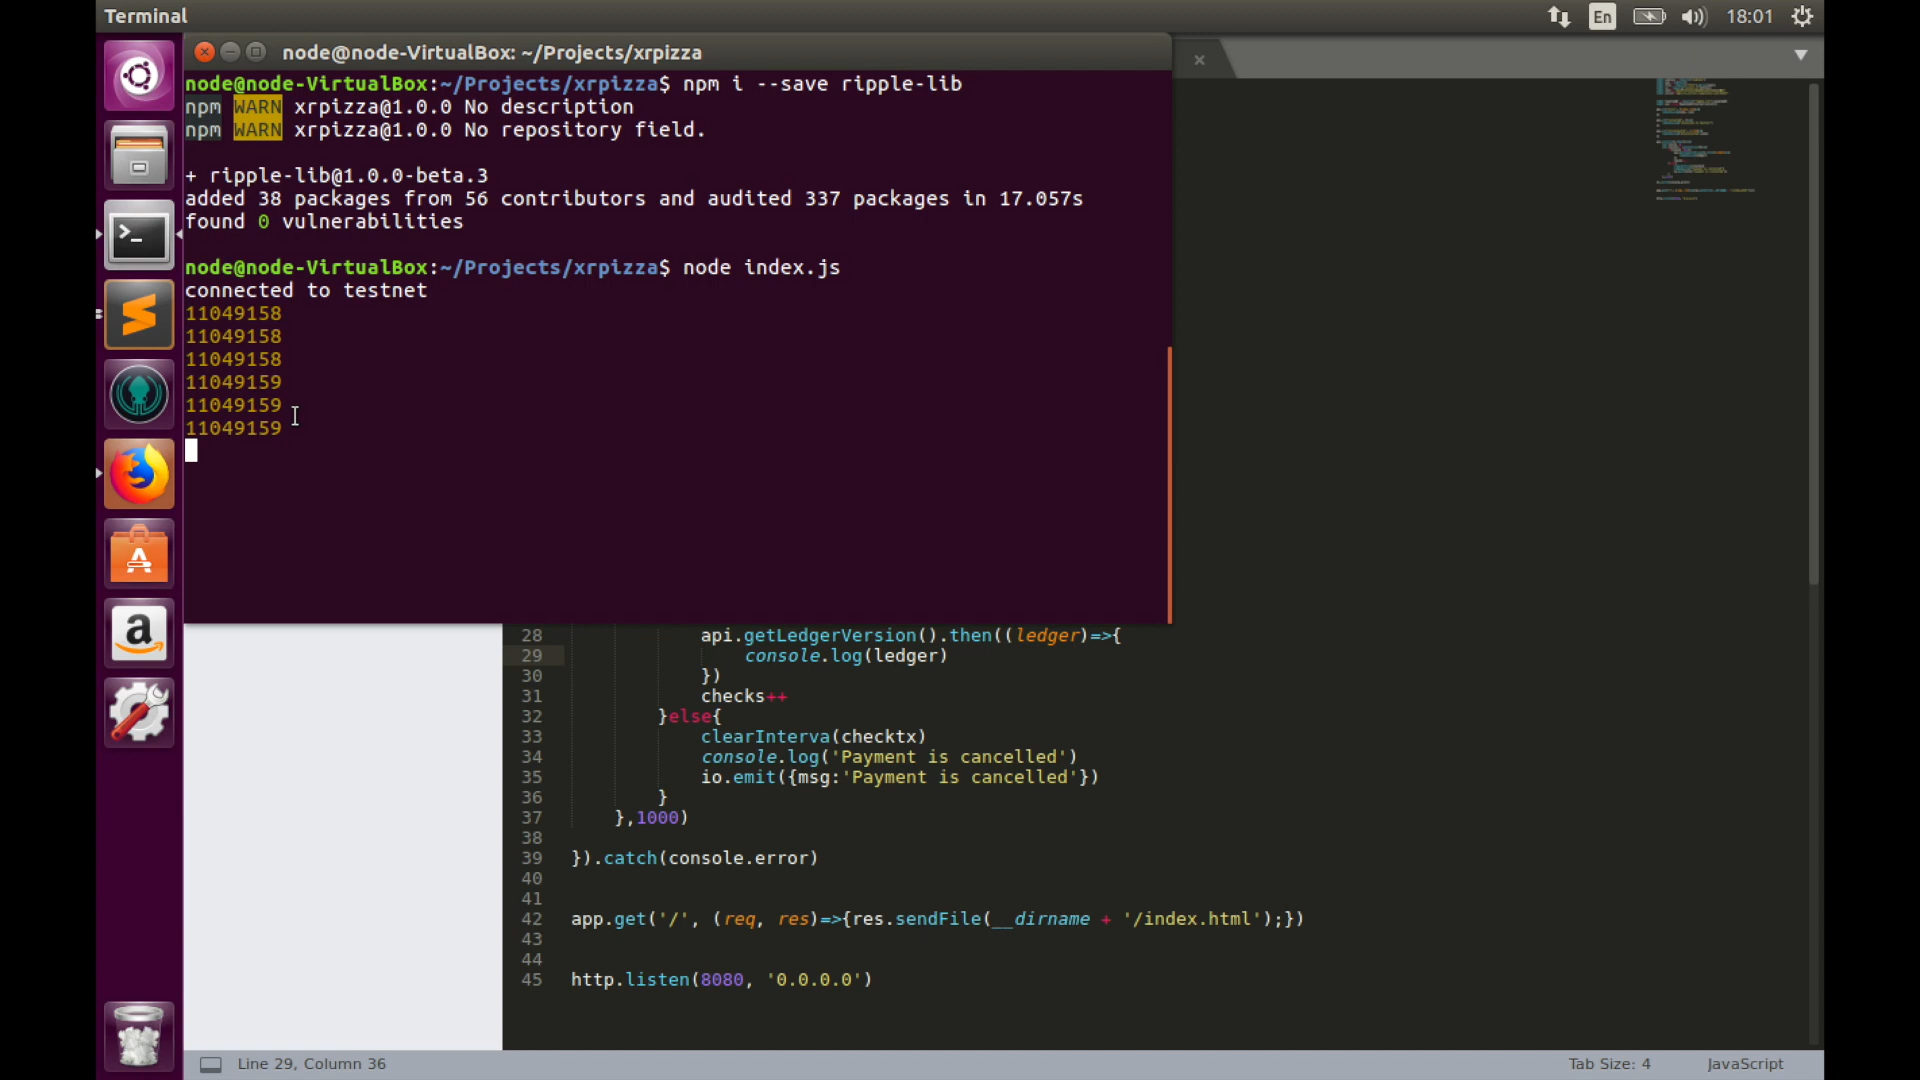 Terminal
En
18:01
node@node-VirtualBox: ~/Projects/xrpizza
node@node-VirtualBox:~/Projects/xrpizza$ npm i --save ripple-lib
npm WARN xrpizza@1.0.0 No description
npm WARN xrpizza@1.0.0 No repository field.
+ ripple-lib@1.0.0-beta.3
added 38 packages from 56 contributors and audited 337 packages in 17.057s
found 0 vulnerabilities
node@node-VirtualBox:~/Projects/xrpizza$ node index.js
connected to testnet
11049158
11049158
11049158
11049159
11049159
11049159
28 api.getLedgerVersion().then((ledger)=>{
29 console.log(ledger)
30 })
31 checks++
32 }else{
33 clearInterva(checktx)
34 console.log('Payment is cancelled')
35 io.emit({msg:'Payment is cancelled'})
36 }
37 },1000)
38
39 }).catch(console.error)
40
41
42 app.get('/', (req, res)=>{res.sendFile(__dirname + '/index.html');})
43
44
45 http.listen(8080, '0.0.0.0')
Line 29, Column 36
Tab Size: 4
JavaScript